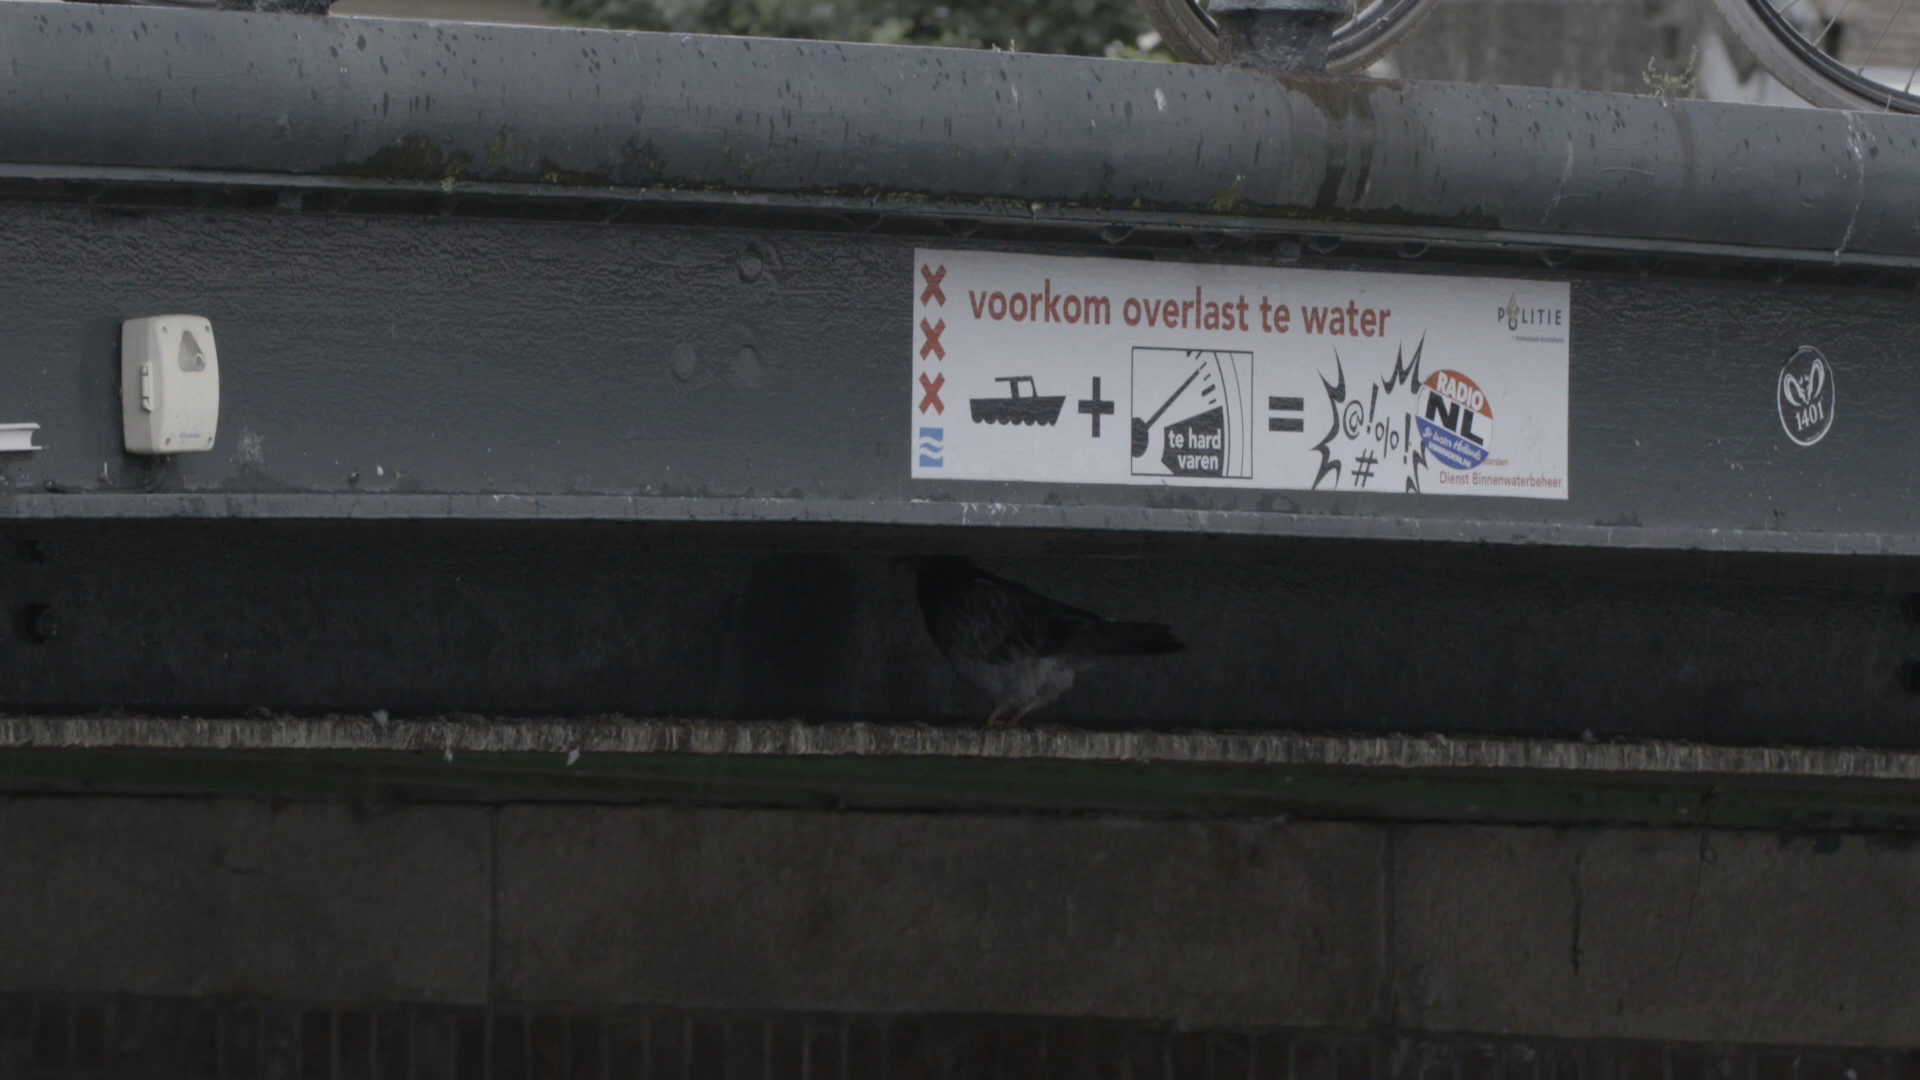 voorkom overlast te water
POLITIE
te hard
varen
@!%!
#
RADIO
NL
Dienst Binnenwaterbeheer
1401